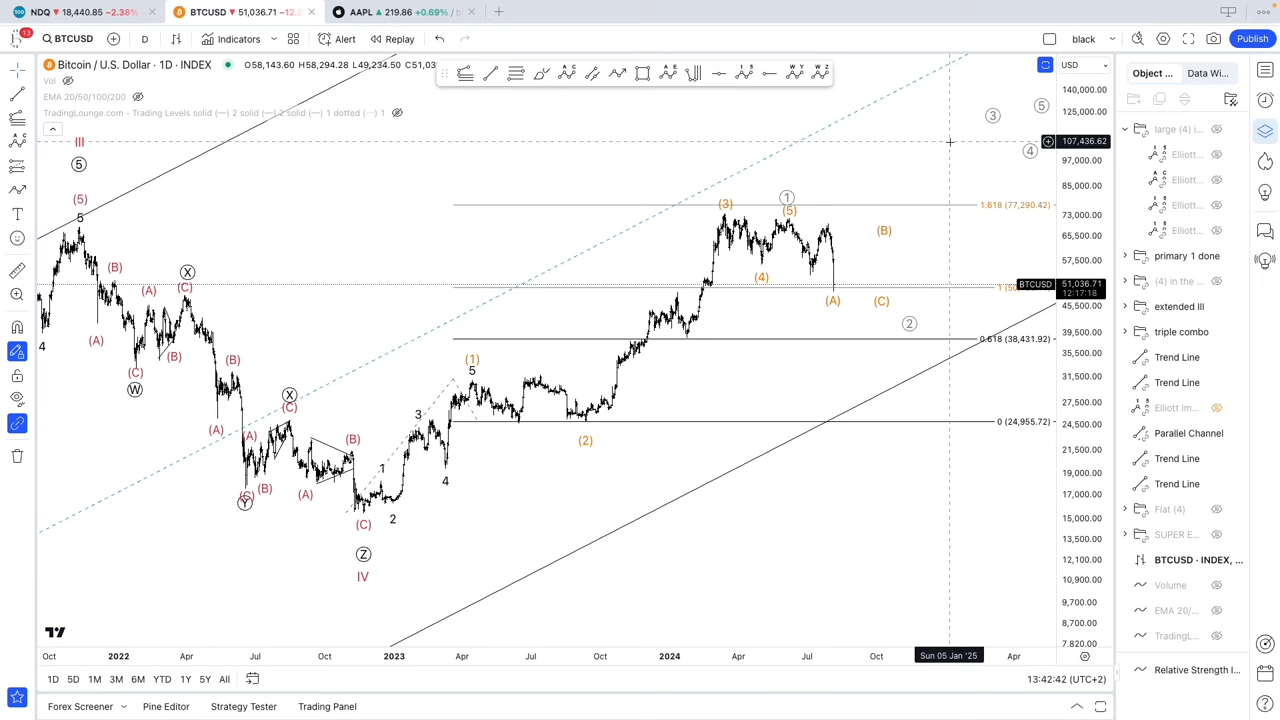 NDQ ▼ 18,440.85 −2.38%
BTCUSD ▼ 51,036.71 −12.2
AAPL ▲ 219.86 +0.69% / b
13
BTCUSD
D
Indicators
Alert
Replay
black
Publish
Bitcoin / U.S. Dollar · 1D · INDEX
O58,143.60 H58,294.28 L49,234.50 C51,03
Vol
EMA 20/50/100/200
TradingLounge.com - Trading Levels solid (—) 2 solid (—) 2 solid (—) 1 dotted (—) 1
USD
Object ...
Data Wi...
140,000.00
125,000.00
107,436.62
97,000.00
85,000.00
73,000.00
65,500.00
57,500.00
BTCUSD 51,036.71
12:17:18
45,500.00
39,500.00
35,500.00
31,500.00
27,500.00
24,500.00
21,500.00
19,000.00
17,000.00
15,000.00
13,500.00
12,100.00
10,900.00
9,700.00
8,700.00
7,820.00
III
5
(5)
5
4
(A)
(B)
(C)
W
(A)
(B)
X
(C)
(A)
(B)
Y
(A)
(B)
X
(C)
(A)
(B)
(C)
Z
IV
1
2
3
4
(1)
5
(2)
(3)
(4)
1
(5)
(A)
(B)
(C)
2
3
4
5
1.618 (77,290.42)
1 (50
0.618 (38,431.92)
0 (24,955.72)
large (4) i...
Elliott...
Elliott...
Elliott...
Elliott...
primary 1 done
(4) in the ...
extended III
triple combo
Trend Line
Trend Line
Elliott Im...
Parallel Channel
Trend Line
Trend Line
Flat (4)
SUPER E...
BTCUSD · INDEX, ...
Volume
EMA 20/...
TradingL...
Relative Strength I...
Oct 2022 Apr Jul Oct 2023 Apr Jul Oct 2024 Apr Jul Oct Sun 05 Jan '25 Apr
1D 5D 1M 3M 6M YTD 1Y 5Y All
13:42:42 (UTC+2)
Forex Screener Pine Editor Strategy Tester Trading Panel